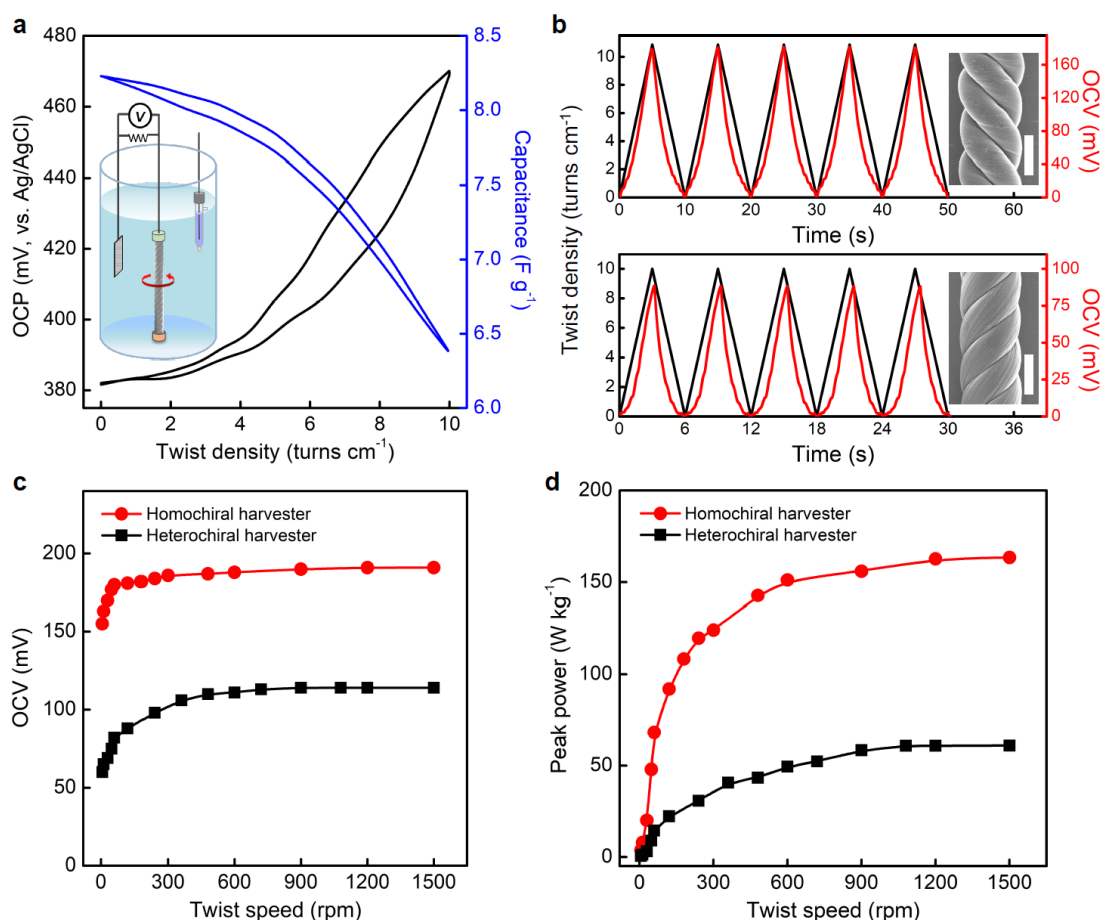 a
480
460
440
420
400
380
OCP (mV, vs. Ag/AgCl)
V
8.5
8.0
7.5
7.0
6.5
6.0
Capacitance (F g⁻¹)
0 2 4 6 8 10
Twist density (turns cm⁻¹)
b
Twist density (turns cm⁻¹)
10
8
6
4
2
0
160
120
80
40
0
OCV (mV)
0 10 20 30 40 50 60
Time (s)
10
8
6
4
2
0
100
75
50
25
0
OCV (mV)
0 6 12 18 24 30 36
Time (s)
c
Homochiral harvester
Heterochiral harvester
200
150
100
50
0
OCV (mV)
0 300 600 900 1200 1500
Twist speed (rpm)
d
Homochiral harvester
Heterochiral harvester
200
150
100
50
0
Peak power (W kg⁻¹)
0 300 600 900 1200 1500
Twist speed (rpm)